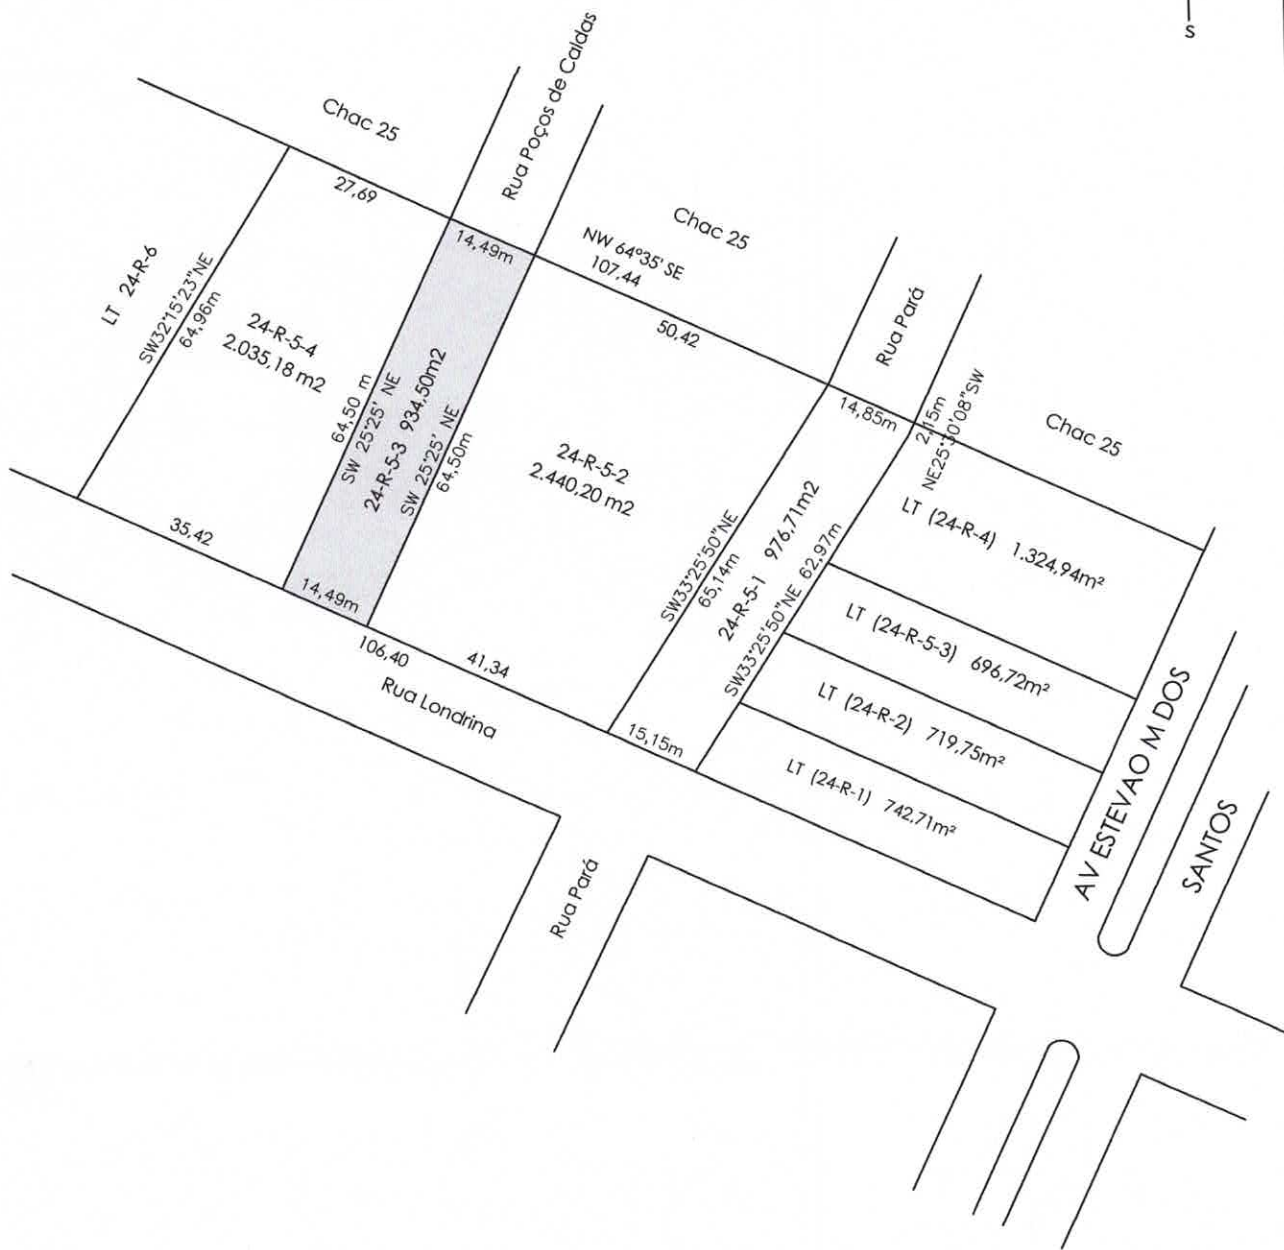 S
Rua Poços de Caldas
Chac 25
27,69
14,49m
NW 64°35' SE
107,44
Chac 25
50,42
Rua Pará
14,85m
2,15m
NE25°30'08"SW
Chac 25
LT 24-R-6
SW32°15'23"NE
64,96m
24-R-5-4
2.035,18 m2
64,50 m
SW 25°25' NE
24-R-5-3 934,50m2
SW 25°25' NE
64,50m
24-R-5-2
2.440,20 m2
SW33°25'50"NE
65,14m
24-R-5-1 976,71m2
SW33°25'50"NE 62,97m
LT (24-R-4) 1.324,94m²
LT (24-R-5-3) 696,72m²
LT (24-R-2) 719,75m²
LT (24-R-1) 742,71m²
35,42
14,49m
106,40
41,34
15,15m
Rua Londrina
Rua Pará
AV ESTEVAO M DOS
SANTOS